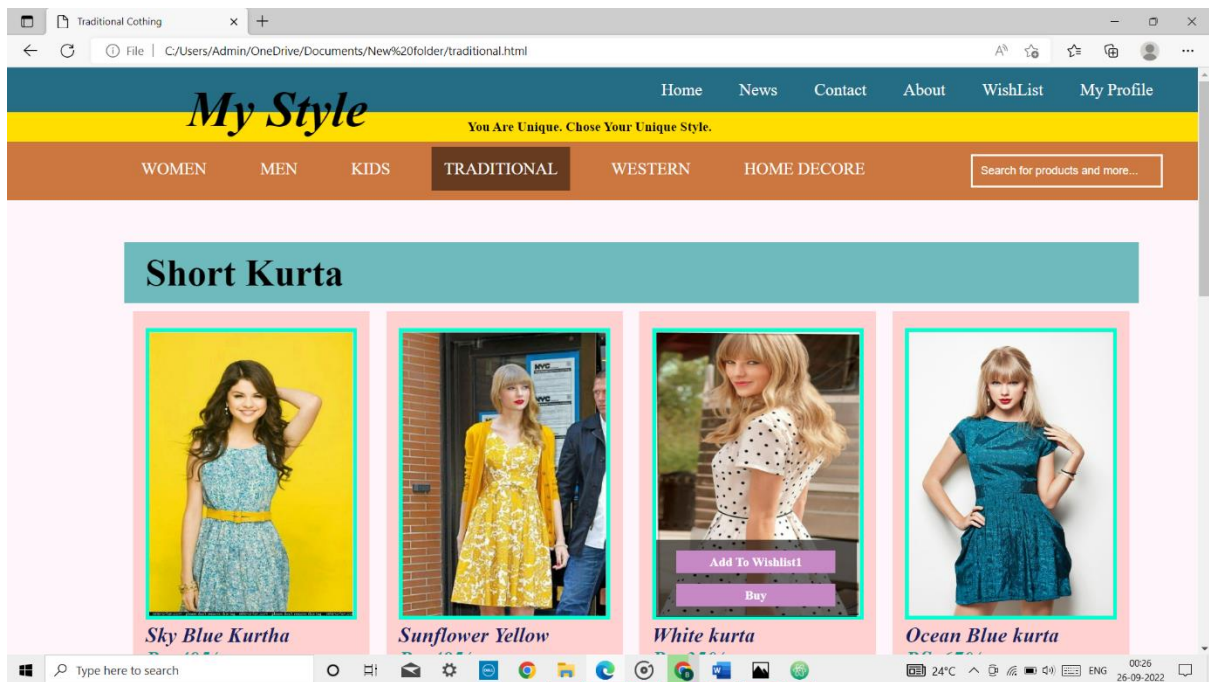 Traditional Cothing
File | C:/Users/Admin/OneDrive/Documents/New%20folder/traditional.html
Home News Contact About WishList My Profile
My Style
You Are Unique. Chose Your Unique Style.
WOMEN MEN KIDS TRADITIONAL WESTERN HOME DECORE Search for products and more...
Short Kurta
NYC
NYC
Add To Wishlist1
Buy
Sky Blue Kurtha Sunflower Yellow White kurta Ocean Blue kurta
Type here to search
24°C ENG 00:26
26-09-2022